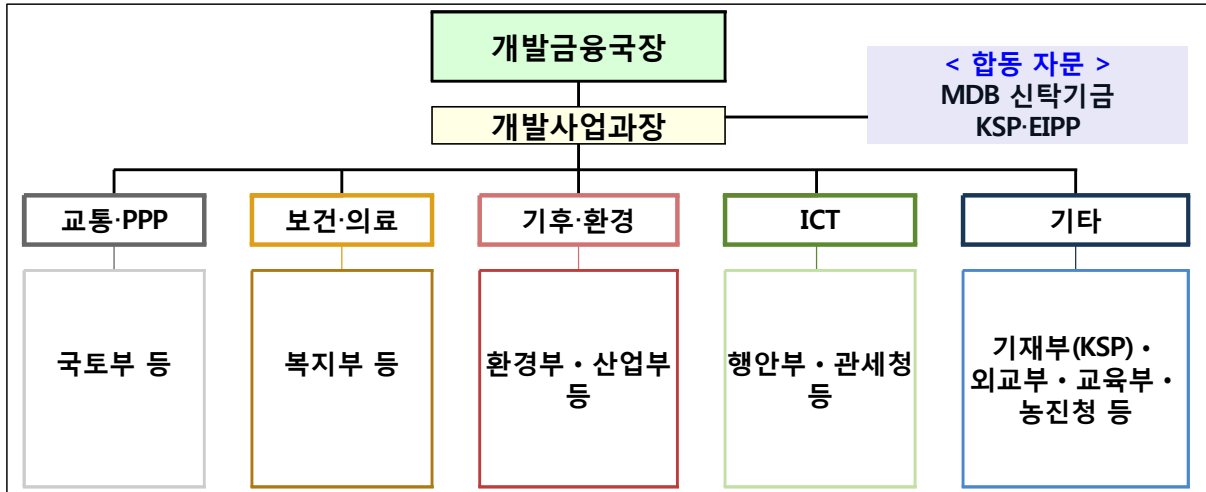 개발금융국장
< 합동 자문 >
MDB 신탁기금
KSP·EIPP
개발사업과장
교통·PPP
보건·의료
기후·환경
ICT
기타
국토부 등
복지부 등
환경부・산업부
등
행안부・관세청
등
기재부(KSP)・
외교부・교육부・
농진청 등